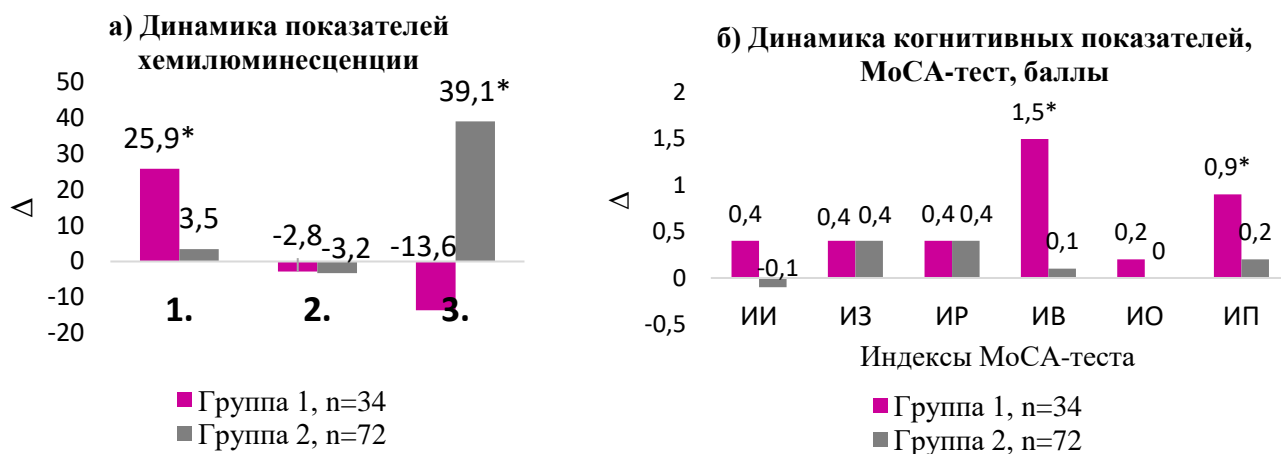 а) Динамика показателей
хемилюминесценции
50
40
30
20
10
0
-10
-20
Δ
25,9*
3,5
-2,8
-3,2
-13,6
39,1*
1.
2.
3.
Группа 1, n=34
Группа 2, n=72
б) Динамика когнитивных показателей,
МоСА-тест, баллы
2
1,5
1
0,5
0
-0,5
Δ
0,4
-0,1
0,4
0,4
0,4
0,4
1,5*
0,1
0,2
0
0,9*
0,2
ИИ
ИЗ
ИР
ИВ
ИО
ИП
Индексы МоСА-теста
Группа 1, n=34
Группа 2, n=72